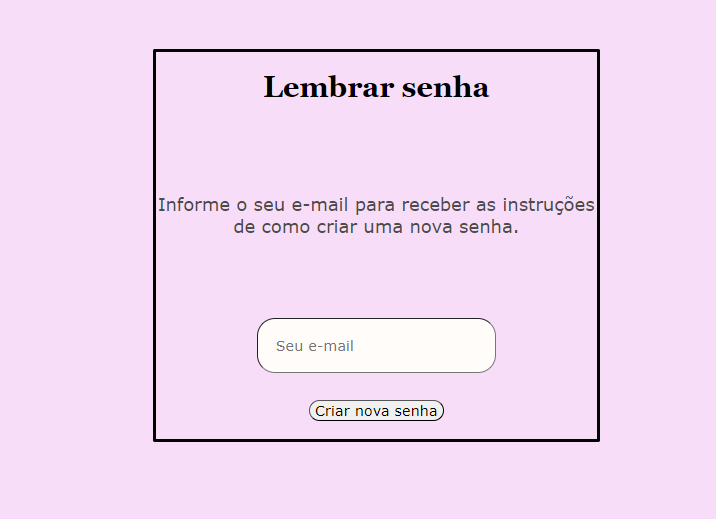 Lembrar senha
Informe o seu e-mail para receber as instruções
de como criar uma nova senha.
Seu e-mail
Criar nova senha